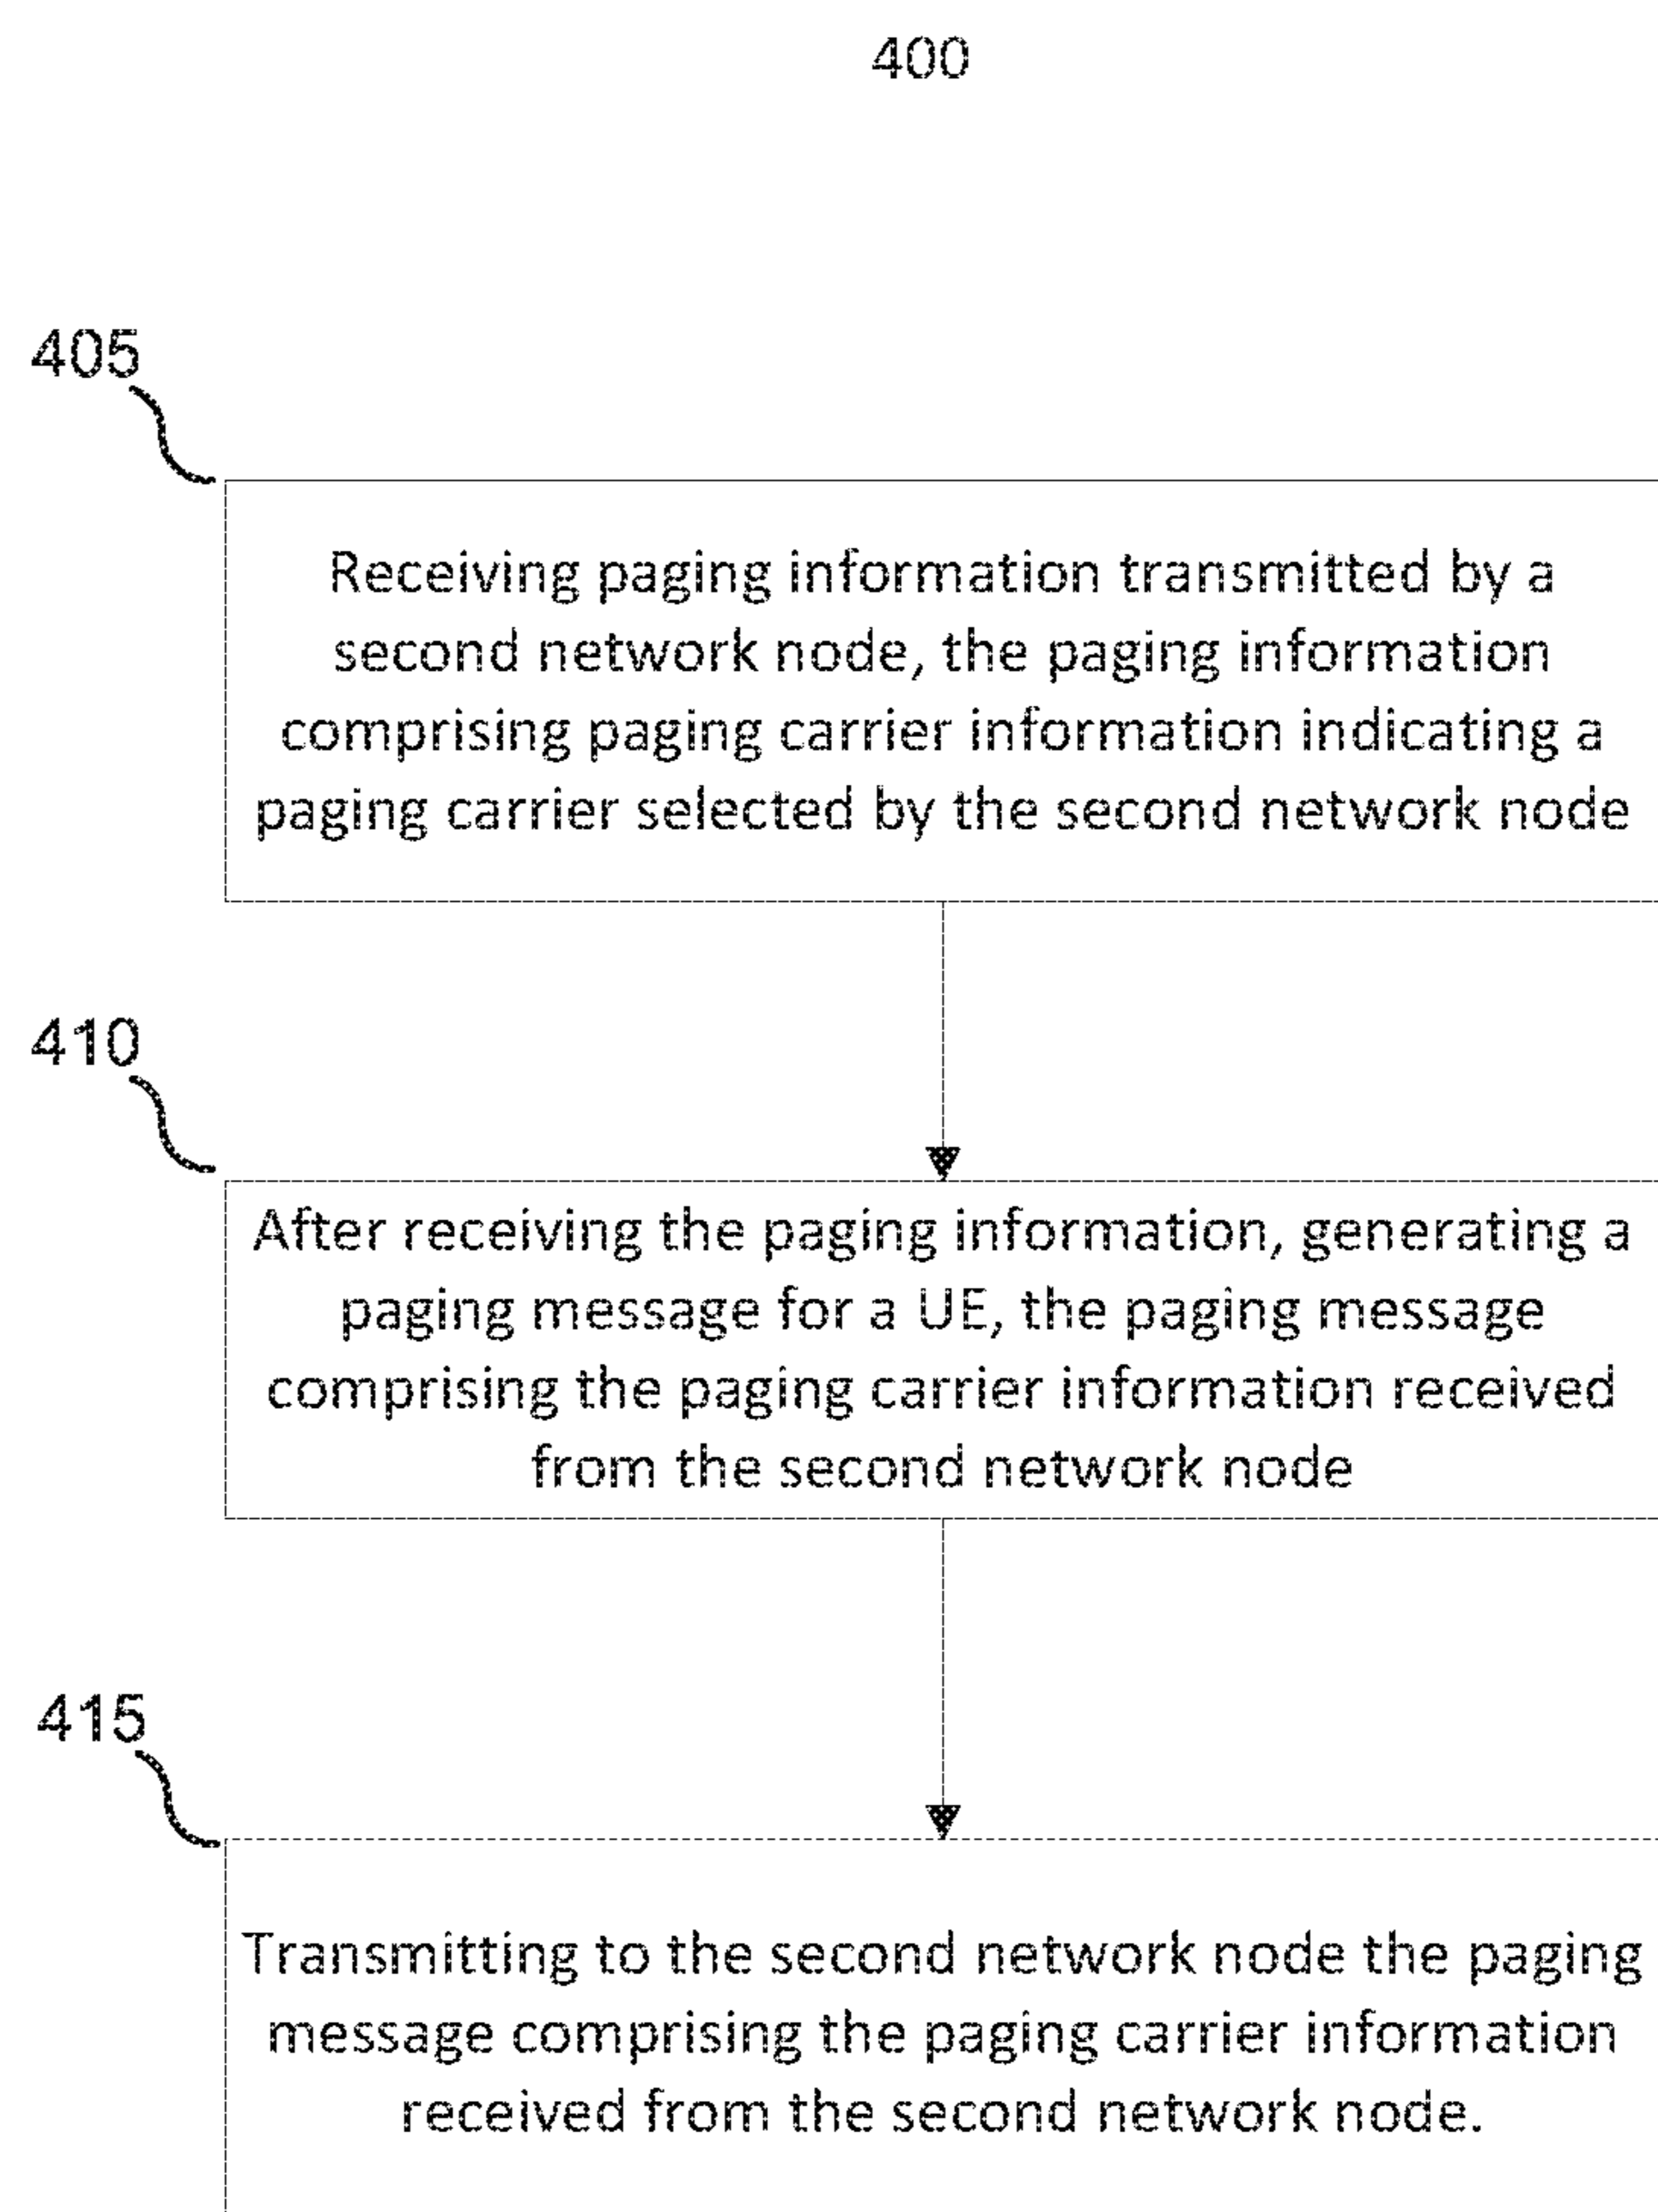 400
405
Receiving paging information transmitted by a
second network node, the paging information
comprising paging carrier information indicating a
paging carrier selected by the second network node
410
After receiving the paging information, generating a
paging message for a UE, the paging message
comprising the paging carrier information received
from the second network node
415
Transmitting to the second network node the paging
message comprising the paging carrier information
received from the second network node.